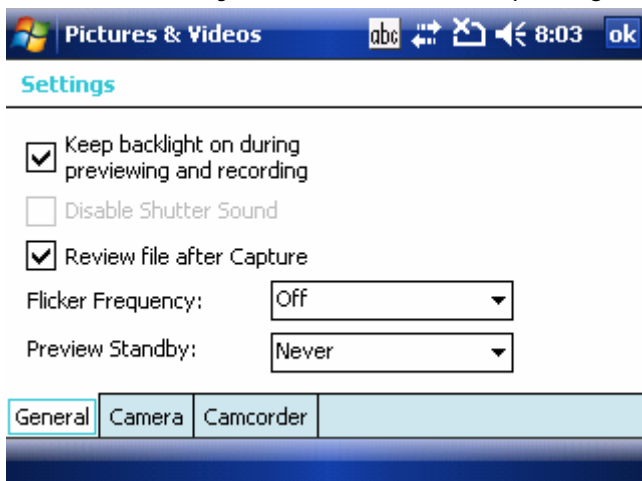 Pictures & Videos abc 8:03 ok
Settings
Keep backlight on during
previewing and recording
Disable Shutter Sound
Review file after Capture
Flicker Frequency: Off
Preview Standby: Never
General Camera Camcorder